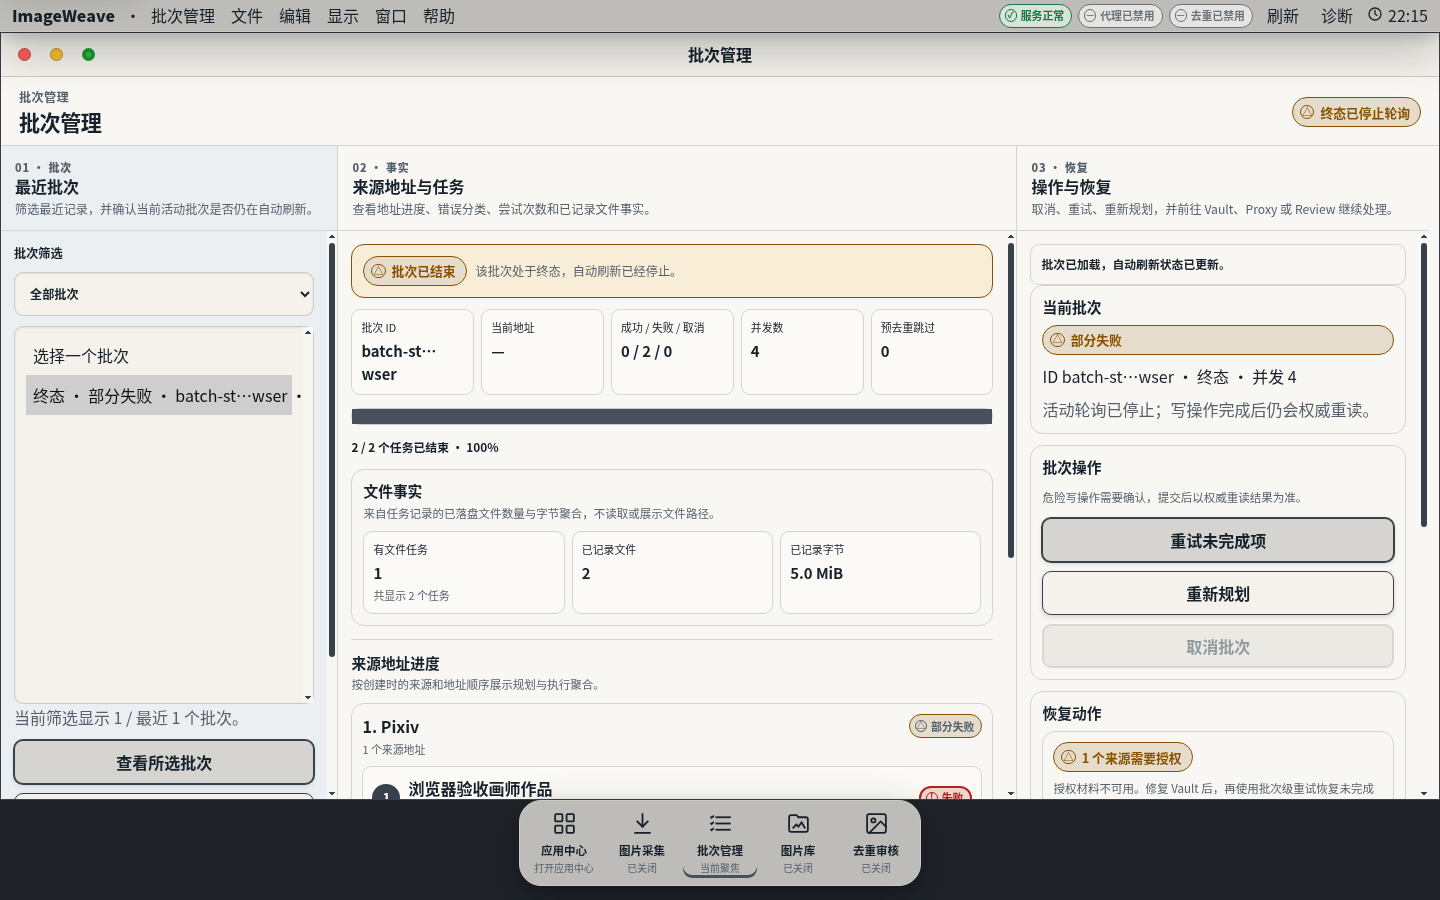 ImageWeave · 批次管理 文件 编辑 显示 窗口 帮助
服务正常 代理已禁用 去重已禁用 刷新 诊断 22:15
批次管理
批次管理
批次管理
终态已停止轮询
01 · 批次
最近批次
筛选最近记录，并确认当前活动批次是否仍在自动刷新。
批次筛选
全部批次
选择一个批次
终态 · 部分失败 · batch-st…wser ·
当前筛选显示 1 / 最近 1 个批次。
查看所选批次
02 · 事实
来源地址与任务
查看地址进度、错误分类、尝试次数和已记录文件事实。
批次已结束 该批次处于终态，自动刷新已经停止。
批次 ID
batch-st…
wser
当前地址
—
成功 / 失败 / 取消
0 / 2 / 0
并发数
4
预去重跳过
0
2 / 2 个任务已结束 · 100%
文件事实
来自任务记录的已落盘文件数量与字节聚合，不读取或展示文件路径。
有文件任务
1
共显示 2 个任务
已记录文件
2
已记录字节
5.0 MiB
来源地址进度
按创建时的来源和地址顺序展示规划与执行聚合。
1. Pixiv
部分失败
1 个来源地址
1
浏览器验收画师作品
失败
03 · 恢复
操作与恢复
取消、重试、重新规划，并前往 Vault、Proxy 或 Review 继续处理。
批次已加载，自动刷新状态已更新。
当前批次
部分失败
ID batch-st…wser · 终态 · 并发 4
活动轮询已停止；写操作完成后仍会权威重读。
批次操作
危险写操作需要确认，提交后以权威重读结果为准。
重试未完成项
重新规划
取消批次
恢复动作
1 个来源需要授权
授权材料不可用。修复 Vault 后，再使用批次级重试恢复未完成
应用中心
打开应用中心
图片采集
已关闭
批次管理
当前聚焦
图片库
已关闭
去重审核
已关闭